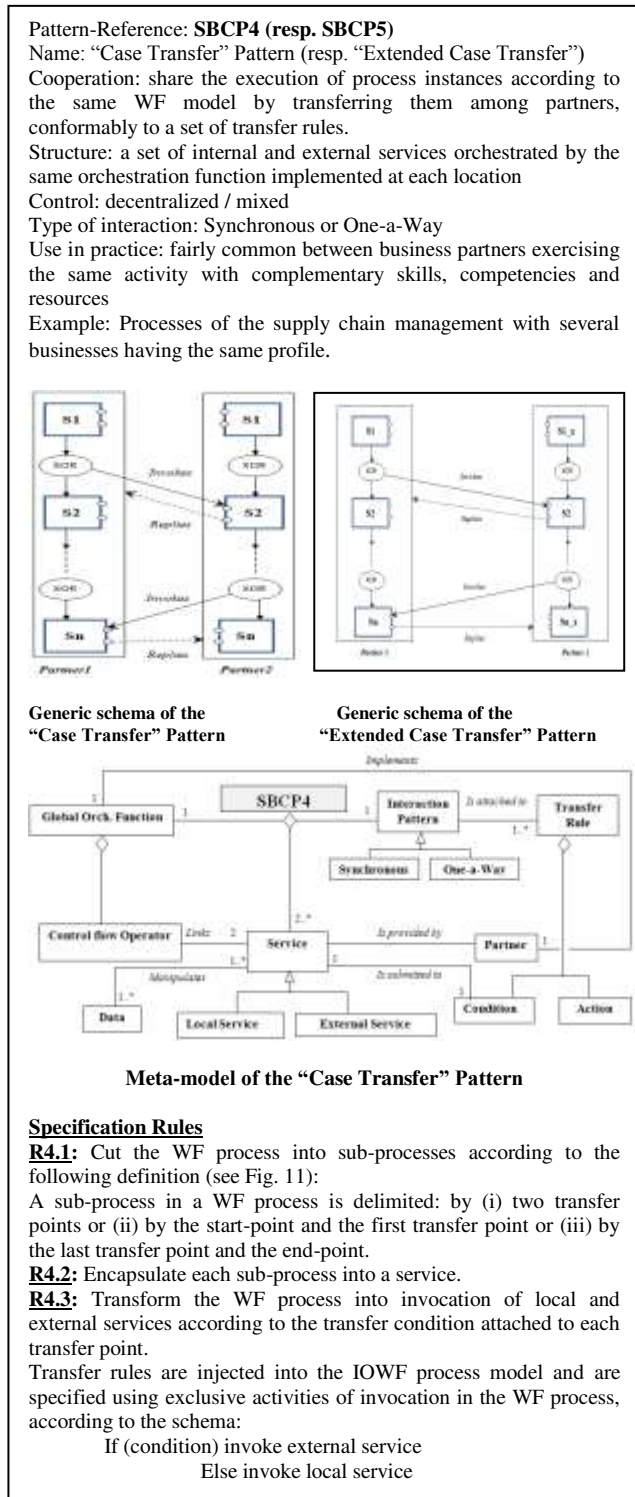 Pattern-Reference: SBCP4 (resp. SBCP5)
Name: “Case Transfer” Pattern (resp. “Extended Case Transfer”)
Cooperation: share the execution of process instances according to
the same WF model by transferring them among partners,
conformably to a set of transfer rules.
Structure: a set of internal and external services orchestrated by the
same orchestration function implemented at each location
Control: decentralized / mixed
Type of interaction: Synchronous or One-a-Way
Use in practice: fairly common between business partners exercising
the same activity with complementary skills, competencies and
resources
Example: Processes of the supply chain management with several
businesses having the same profile.
S1
S1
XOR
XOR
Invokes
S2
S2
Replies
XOR
XOR
Invokes
Sn
Sn
Replies
Partner1
Partner2
S1
S2
S2
Sn
Generic schema of the
“Case Transfer” Pattern
Generic schema of the
“Extended Case Transfer” Pattern
Implements
1
Global Orch. Function
1
SBCP4
1
Interaction
Pattern
Is attached to
1..*
Transfer
Rule
Synchronous
One-a-Way
2..*
Control flow Operator
Links
2
Service
Is provided by
Partner
1
Manipulates
1..*
1
Is submitted to
1..*
Data
Local Service
External Service
1
Condition
Action
Meta-model of the “Case Transfer” Pattern
Specification Rules
R4.1: Cut the WF process into sub-processes according to the
following definition (see Fig. 11):
A sub-process in a WF process is delimited: by (i) two transfer
points or (ii) by the start-point and the first transfer point or (iii) by
the last transfer point and the end-point.
R4.2: Encapsulate each sub-process into a service.
R4.3: Transform the WF process into invocation of local and
external services according to the transfer condition attached to each
transfer point.
Transfer rules are injected into the IOWF process model and are
specified using exclusive activities of invocation in the WF process,
according to the schema:
If (condition) invoke external service
Else invoke local service